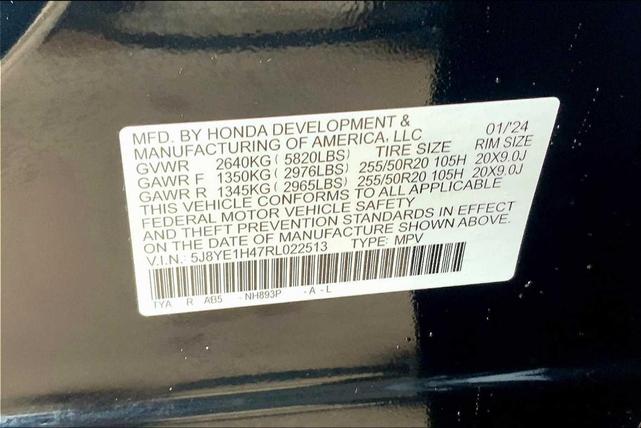 MFD. BY HONDA DEVELOPMENT &
MANUFACTURING OF AMERICA, LLC 01/'24
GVWR 2640KG ( 5820LBS) TIRE SIZE RIM SIZE
GAWR F 1350KG ( 2976LBS) 255/50R20 105H 20X9.0J
GAWR R 1345KG ( 2965LBS) 255/50R20 105H 20X9.0J
THIS VEHICLE CONFORMS TO ALL APPLICABLE
FEDERAL MOTOR VEHICLE SAFETY
AND THEFT PREVENTION STANDARDS IN EFFECT
ON THE DATE OF MANUFACTURE SHOWN ABOVE.
V.I.N.: 5J8YE1H47RL022513 TYPE: MPV
TYA R AB5 - NH893P - A - L